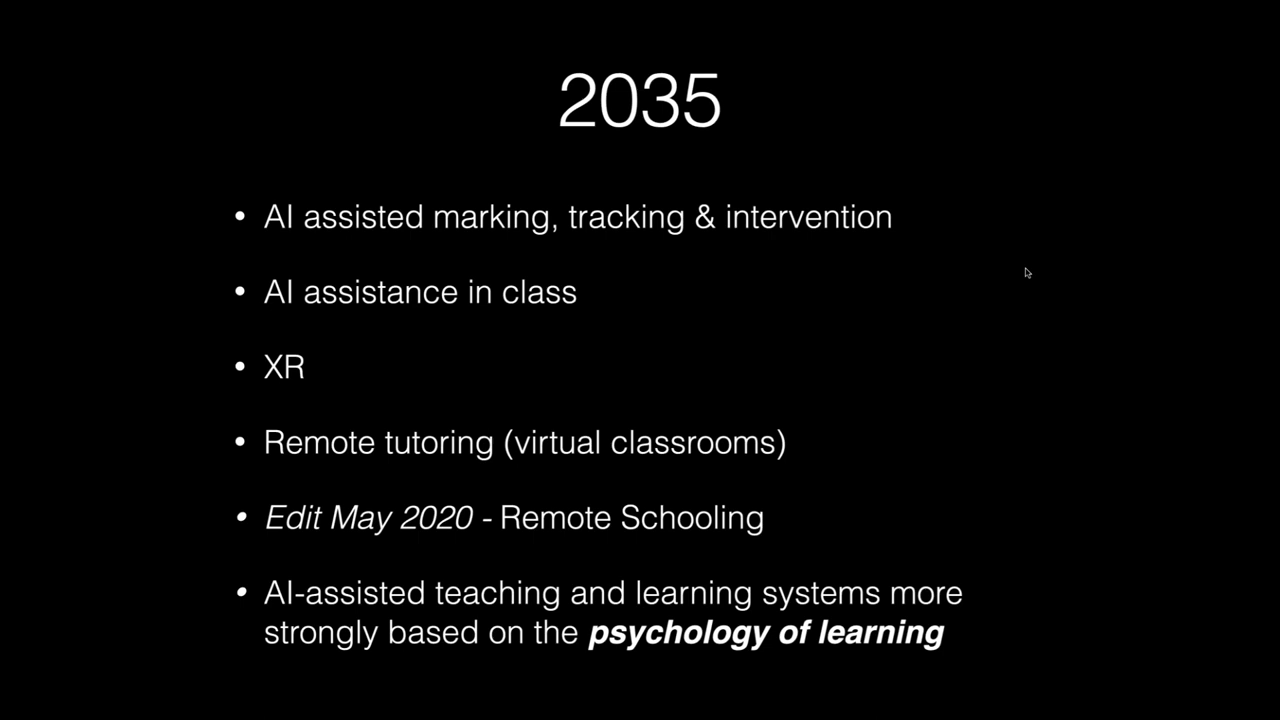 2035
• AI assisted marking, tracking & intervention
• AI assistance in class
• XR
• Remote tutoring (virtual classrooms)
• Edit May 2020 - Remote Schooling
• AI-assisted teaching and learning systems more
strongly based on the psychology of learning